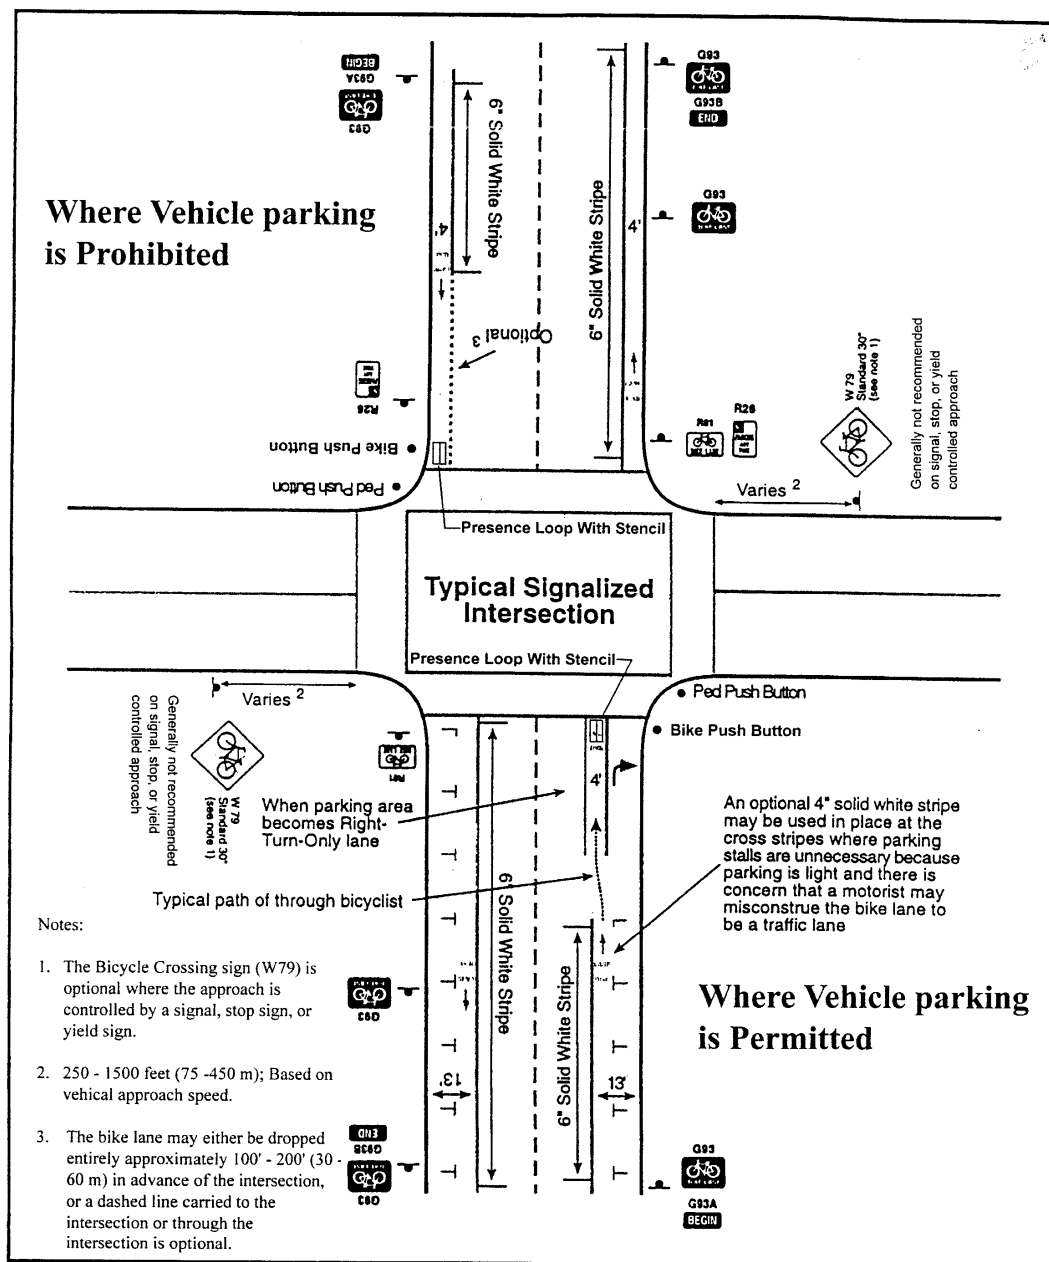 BEGIN
G93A
G93
G93
G93B
END
6" Solid White Stripe
6" Solid White Stripe
G93
Where Vehicle parking
is Prohibited
4'
4'
Optional 3
R26
R81
R26
W 79
Standard 30"
(see note 1)
Generally not recommended
on signal, stop, or yield
controlled approach
Bike Push Button
Ped Push Button
Varies 2
Presence Loop With Stencil
Typical Signalized
Intersection
Presence Loop With Stencil
Ped Push Button
Bike Push Button
Varies 2
Generally not recommended
on signal, stop, or yield
controlled approach
W 79
Standard 30"
(see note 1)
R81
4'
When parking area
becomes Right-
Turn-Only lane
An optional 4" solid white stripe
may be used in place at the
cross stripes where parking
stalls are unnecessary because
parking is light and there is
concern that a motorist may
misconstrue the bike lane to
be a traffic lane
Typical path of through bicyclist
6' Solid White Stripe
6" Solid White Stripe
Notes:
1. The Bicycle Crossing sign (W79) is
optional where the approach is
controlled by a signal, stop sign, or
yield sign.
2. 250 - 1500 feet (75 -450 m); Based on
vehical approach speed.
3. The bike lane may either be dropped
entirely approximately 100' - 200' (30 -
60 m) in advance of the intersection,
or a dashed line carried to the
intersection or through the
intersection is optional.
G93
Where Vehicle parking
is Permitted
13'
13'
END
G93B
G93
G93
G93A
BEGIN